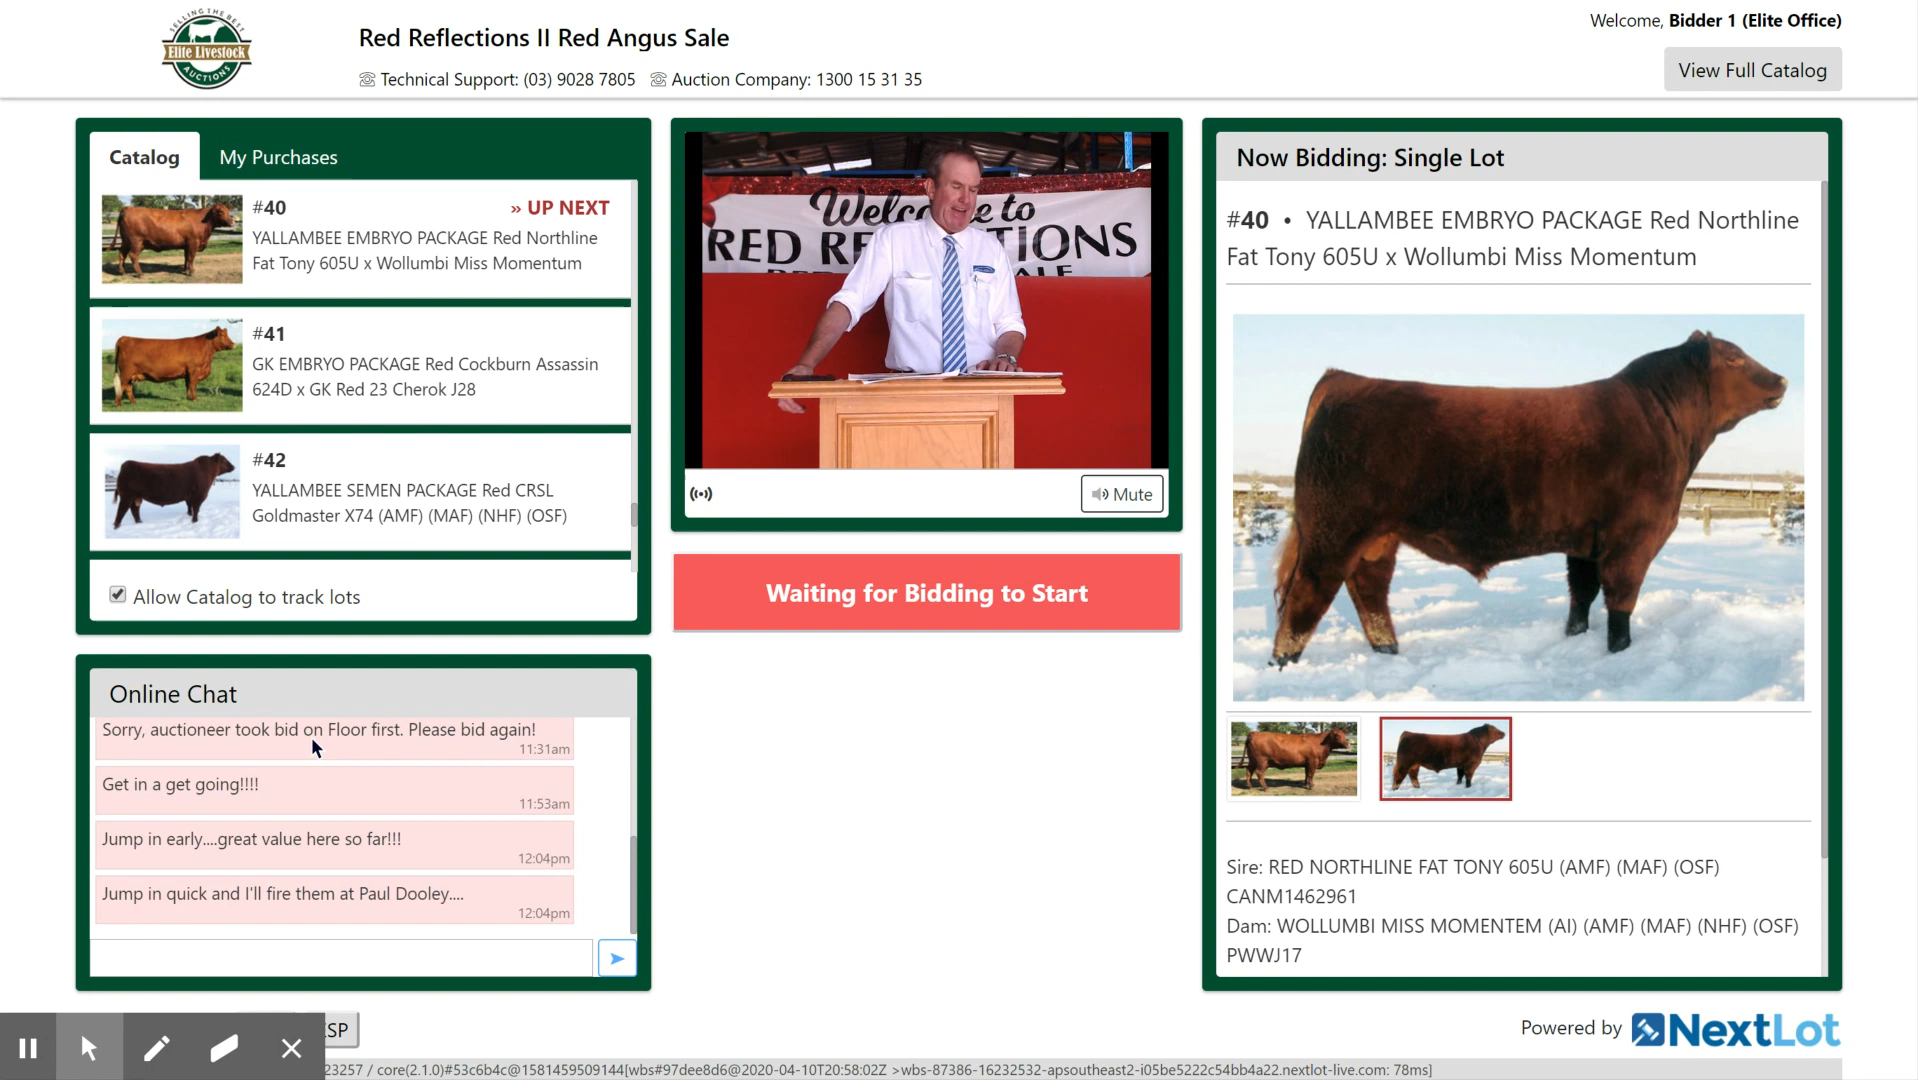 SELLING THE BEST
Elite Livestock
AUCTIONS
Red Reflections II Red Angus Sale
Technical Support: (03) 9028 7805
Auction Company: 1300 15 31 35
Welcome, Bidder 1 (Elite Office)
View Full Catalog
Catalog
My Purchases
#40
» UP NEXT
YALLAMBEE EMBRYO PACKAGE Red Northline
Fat Tony 605U x Wollumbi Miss Momentum
#41
GK EMBRYO PACKAGE Red Cockburn Assassin
624D x GK Red 23 Cherok J28
#42
YALLAMBEE SEMEN PACKAGE Red CRSL
Goldmaster X74 (AMF) (MAF) (NHF) (OSF)
Allow Catalog to track lots
Online Chat
Sorry, auctioneer took bid on Floor first. Please bid again!
11:31am
Get in a get going!!!!
11:53am
Jump in early....great value here so far!!!
12:04pm
Jump in quick and I'll fire them at Paul Dooley....
12:04pm
Welc e to
RED RE TIONS
Mute
Waiting for Bidding to Start
Now Bidding: Single Lot
#40 • YALLAMBEE EMBRYO PACKAGE Red Northline
Fat Tony 605U x Wollumbi Miss Momentum
Sire: RED NORTHLINE FAT TONY 605U (AMF) (MAF) (OSF)
CANM1462961
Dam: WOLLUMBI MISS MOMENTEM (AI) (AMF) (MAF) (NHF) (OSF)
PWWJ17
SP
Powered by NextLot
23257 / core(2.1.0)#53c6b4c@1581459509144[wbs#97dee8d6@2020-04-10T20:58:02Z >wbs-87386-16232532-apsoutheast2-i05be5222c54bb4a22.nextlot-live.com: 78ms]